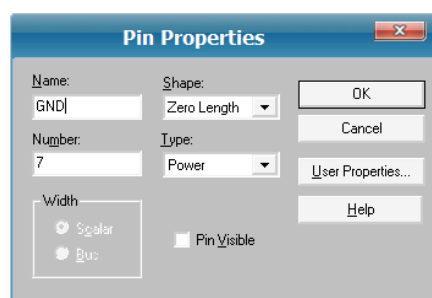 Pin Properties
Name:
GND
Shape:
Zero Length
OK
Cancel
Number:
7
Type:
Power
User Properties...
Width
Scalar
Bus
Pin Visible
Help